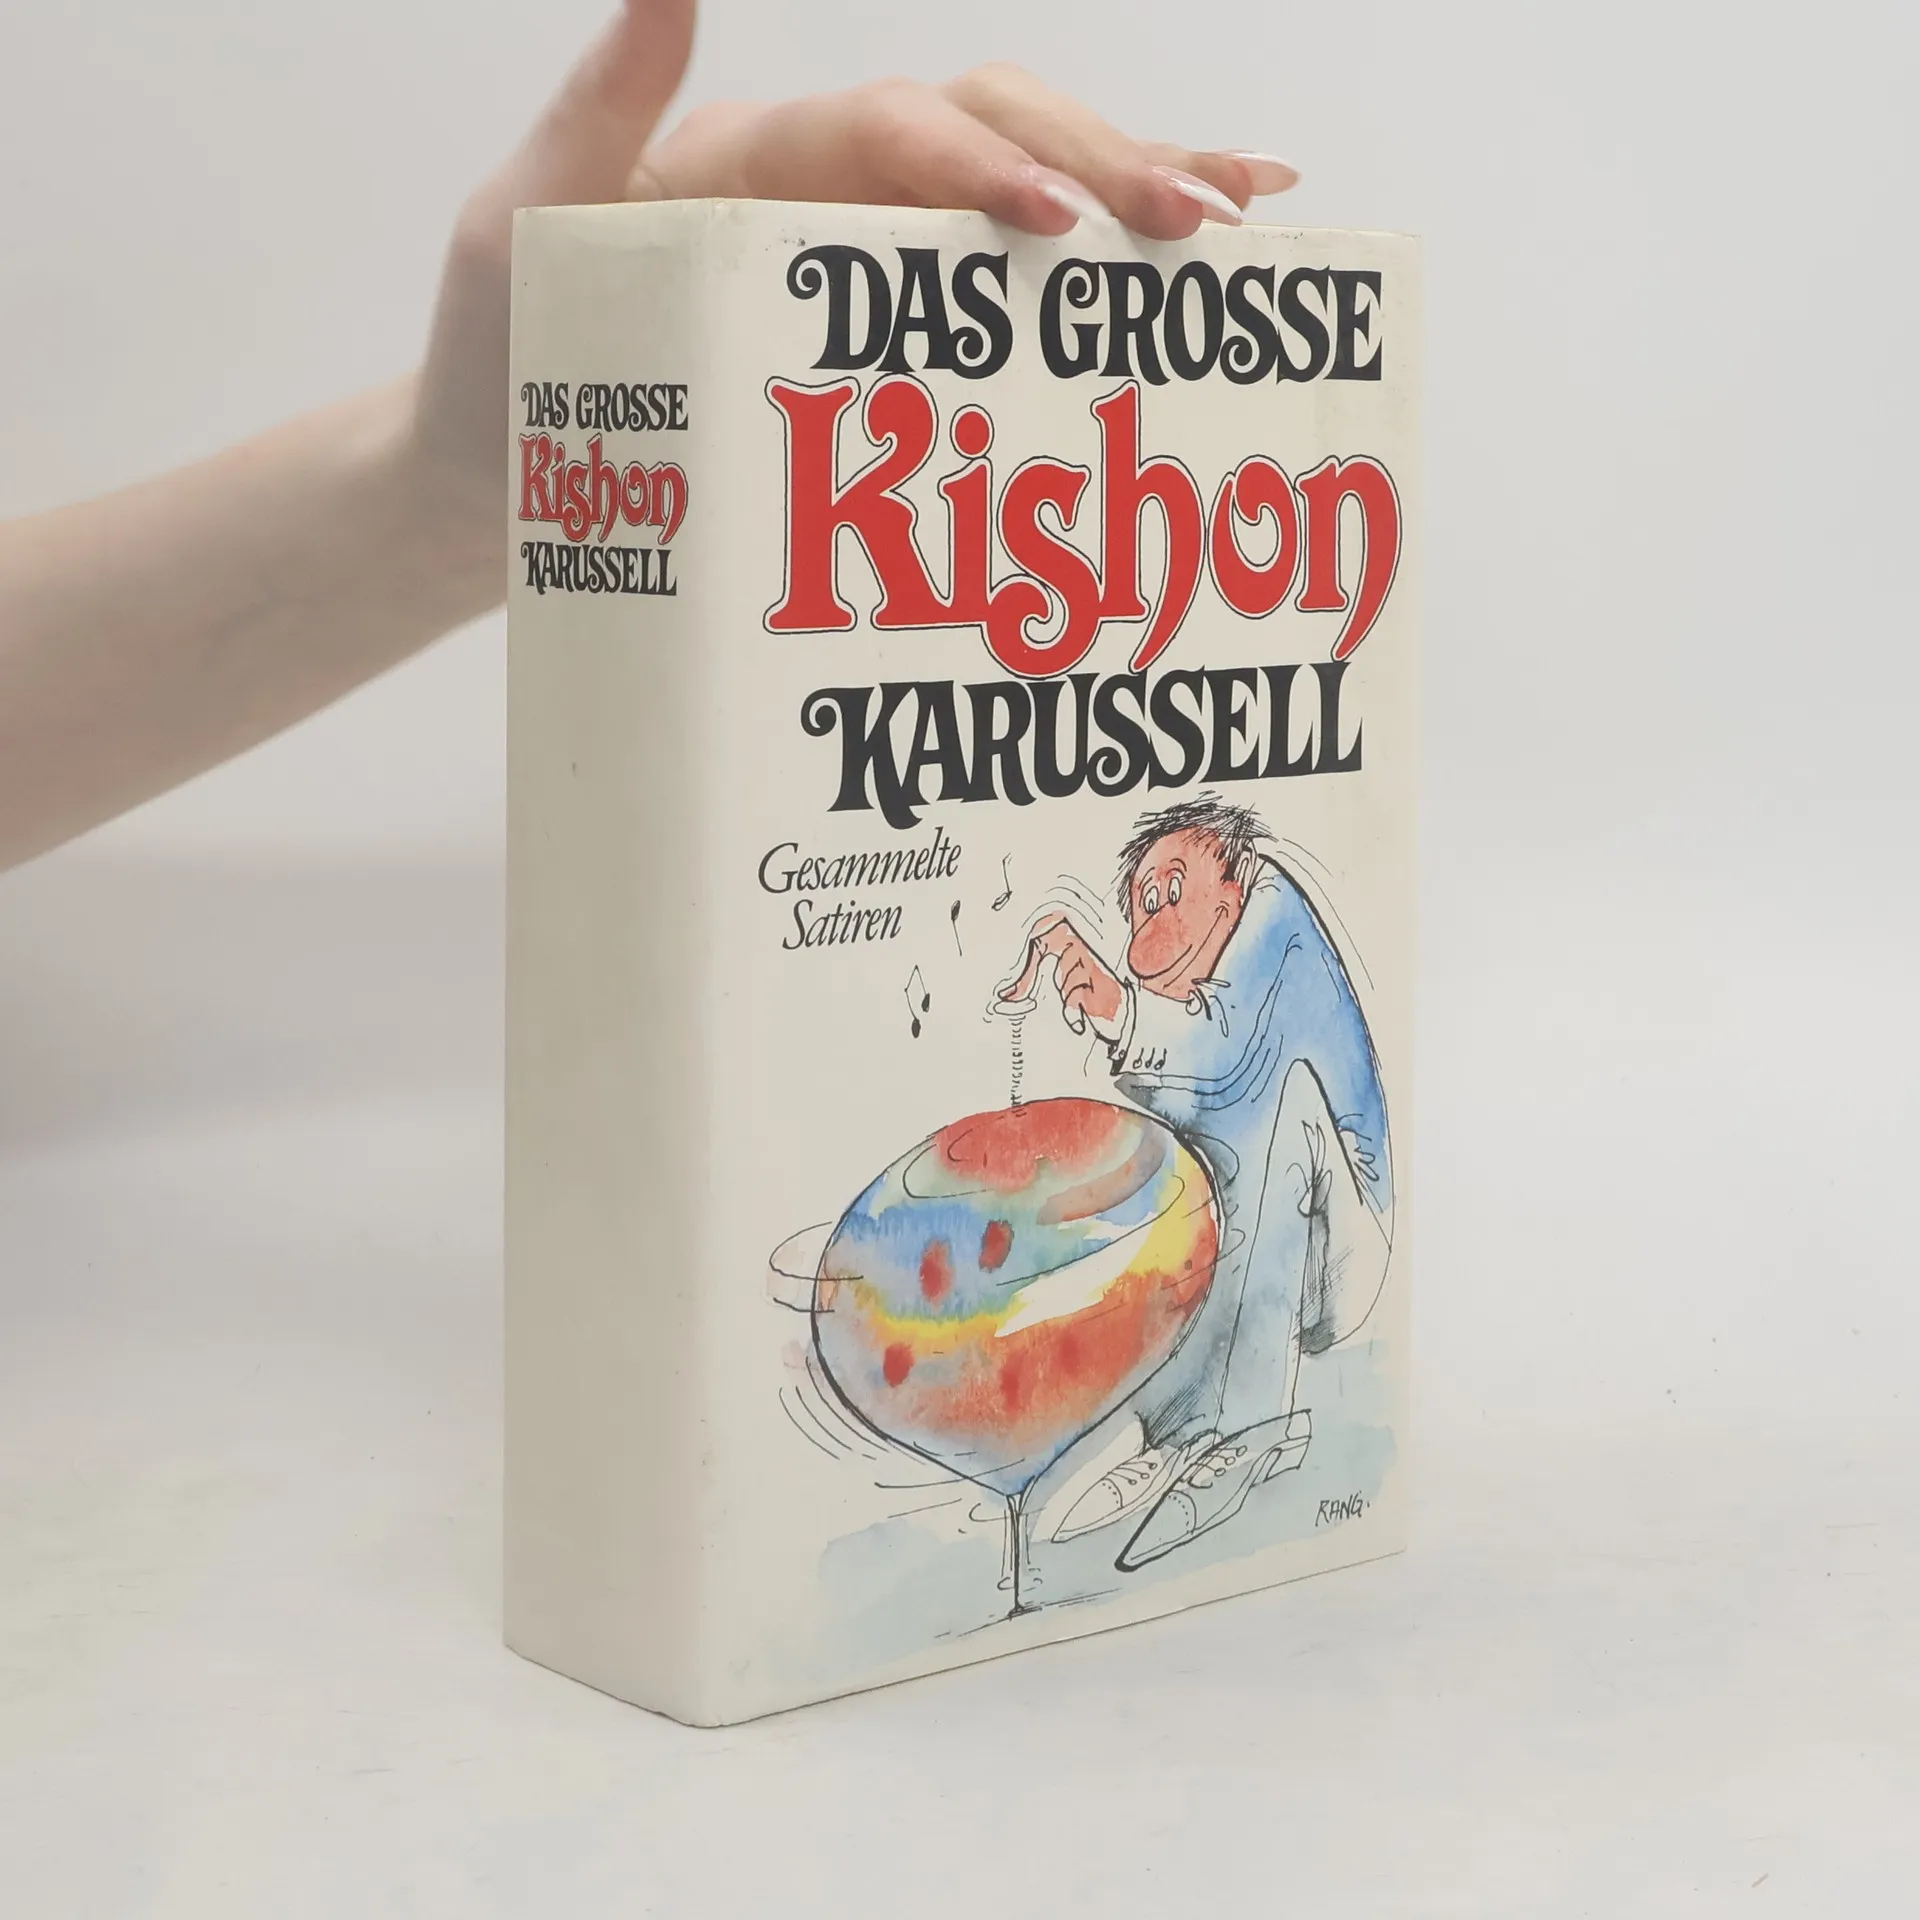 DAS GROSSE
Kishon
KARUSSELL
DAS GROSSE
Kishon
KARUSSELL
Gesammelte
Satiren
RANG.